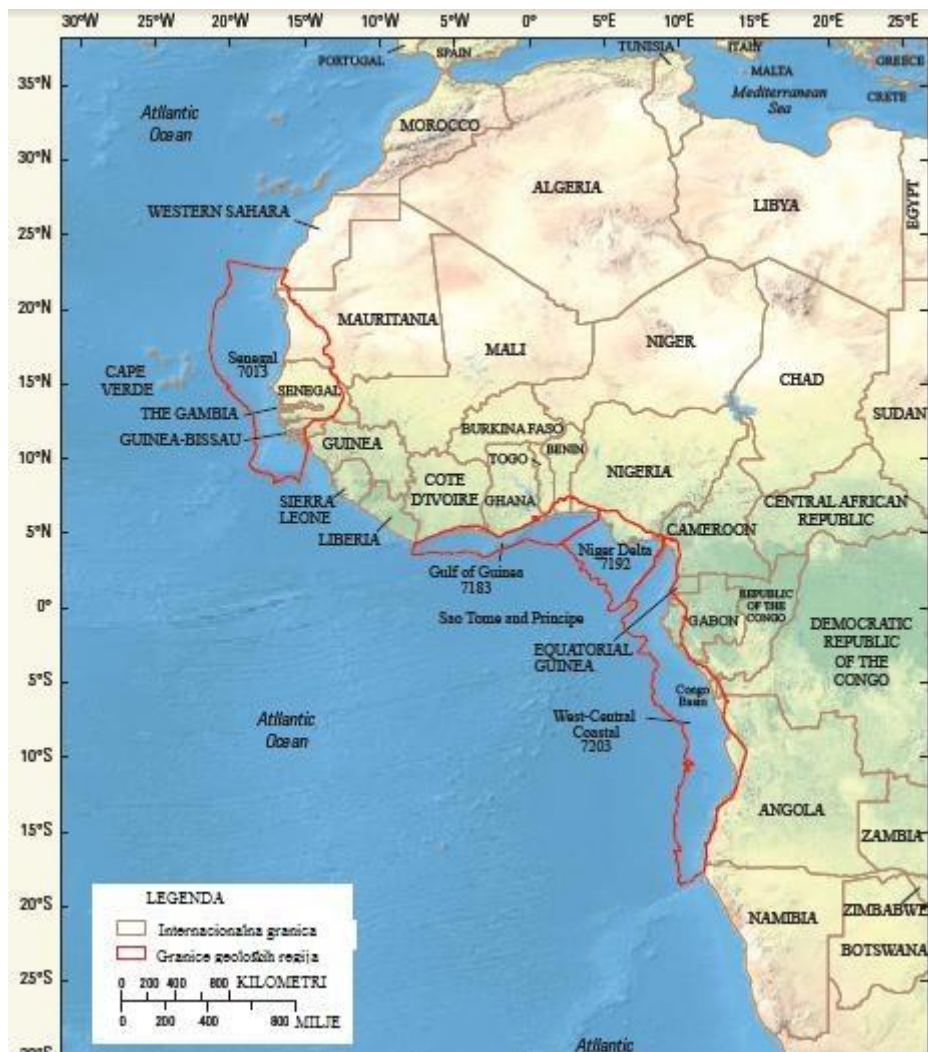 30°W 20°W 15°W 10°W 5°W 0° 5°E 10°E 15°E 20°E 25°E
35°N
30°N
25°N
20°N
15°N
10°N
5°N
0°
5°S
10°S
15°S
20°S
25°S
PORTUGAL
SPAIN
TUNISIA
ITALY
GREECE
MALTA
Mediterranean
Sea
CRETE
Atllantic
Ocean
MOROCCO
ALGERIA
LIBYA
EGYPT
WESTERN SAHARA
MAURITANIA
MALI
NIGER
CHAD
SUDAN
CAPE
VERDE
Senegal
7013
SENEGAL
THE GAMBIA
GUINEA-BISSAU
GUINEA
BURKINA FASO
BENIN
TOGO
NIGERIA
COTE
D'IVOIRE
GHANA
SIERRA
LEONE
LIBERIA
CENTRAL AFRICAN
REPUBLIC
CAMEROON
Niger Delta
7192
Gulf of Guinea
7183
Sao Tome and Principe
EQUATORIAL
GUINEA
GABON
REPUBLIC
OF THE
CONGO
DEMOCRATIC
REPUBLIC
OF THE
CONGO
Congo
Basin
West-Central
Coastal
7203
Atllantic
Ocean
ANGOLA
ZAMBIA
NAMIBIA
ZIMBABWE
BOTSWANA
LEGENDA
Internacionalna granica
Granice geoloških regija
0 200 400 800 KILOMETRI
0 200 400 800 MILJE
Atllantic